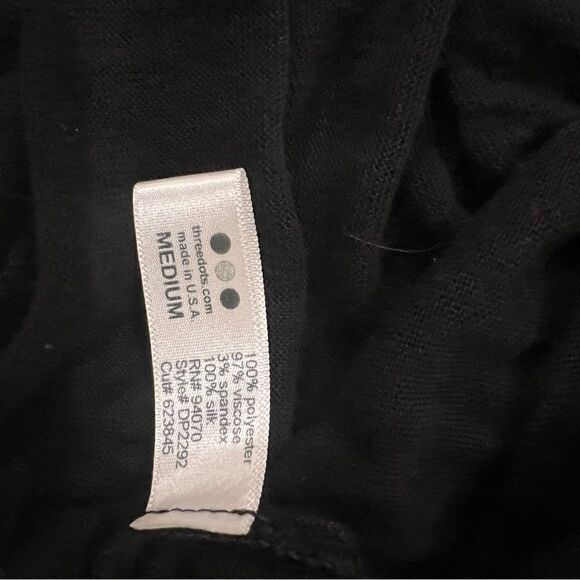 threedots.com
made in U.S.A.
MEDIUM
100% polyester
97% viscose
3% spandex
100% silk
RN# 94070
Style# DP2292
Cut# 623845